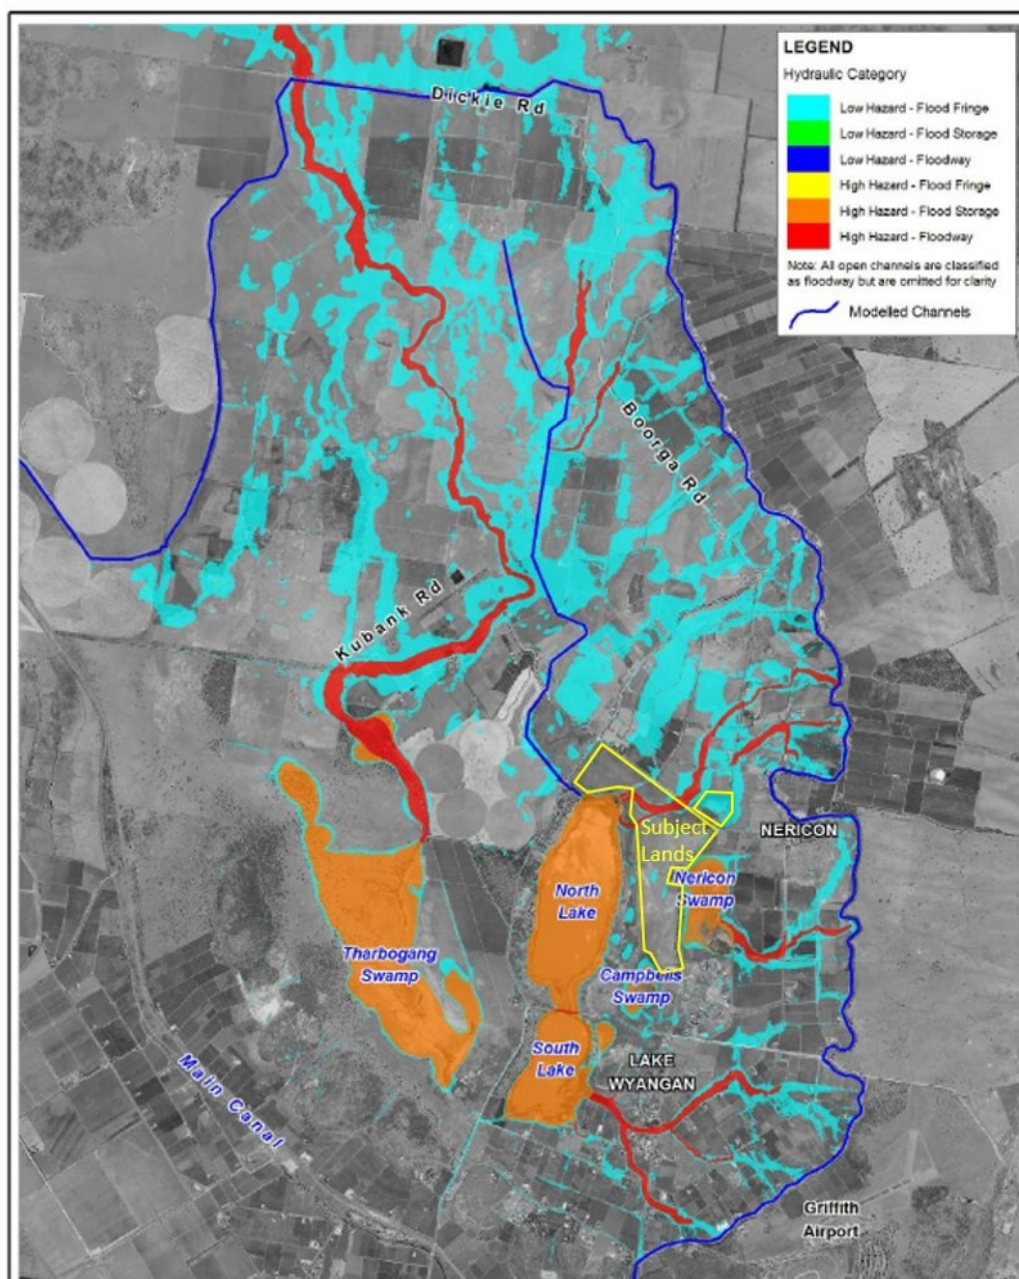 LEGEND
Hydraulic Category
Low Hazard - Flood Fringe
Low Hazard - Flood Storage
Low Hazard - Floodway
High Hazard - Flood Fringe
High Hazard - Flood Storage
High Hazard - Floodway
Note: All open channels are classified
as floodway but are omitted for clarity
Modelled Channels
Dickie Rd
Boorga Rd
Kubank Rd
Subject
Lands
NERICON
Nericon
Swamp
North
Lake
Tharbogang
Swamp
Campbells
Swamp
South
Lake
LAKE
WYANGAN
Main Canal
Griffith
Airport